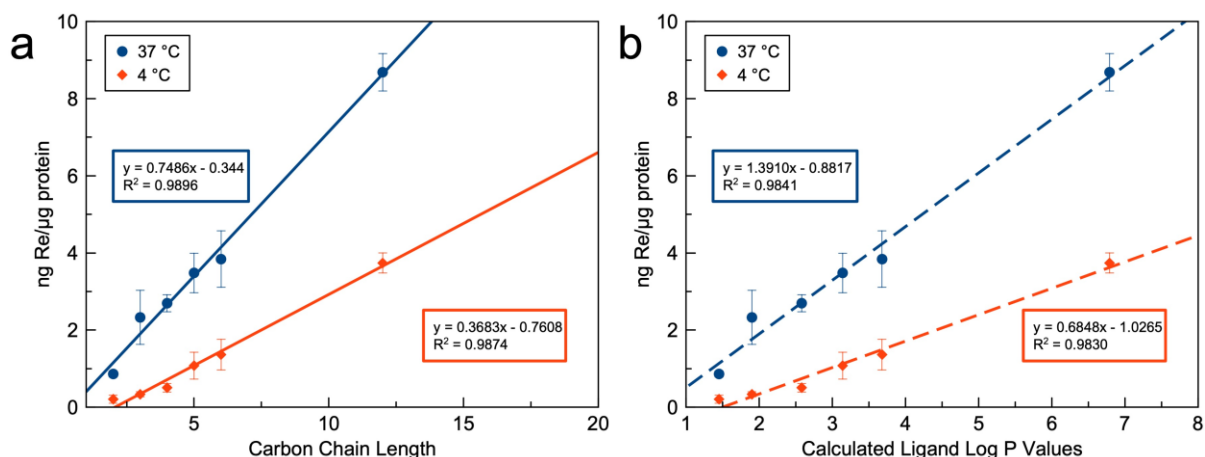 a
37 °C
4 °C
y = 0.7486x - 0.344
R² = 0.9896
y = 0.3683x - 0.7608
R² = 0.9874
ng Re/μg protein
10
8
6
4
2
0
5
10
15
20
Carbon Chain Length
b
37 °C
4 °C
y = 1.3910x - 0.8817
R² = 0.9841
y = 0.6848x - 1.0265
R² = 0.9830
ng Re/μg protein
10
8
6
4
2
0
1
2
3
4
5
6
7
8
Calculated Ligand Log P Values